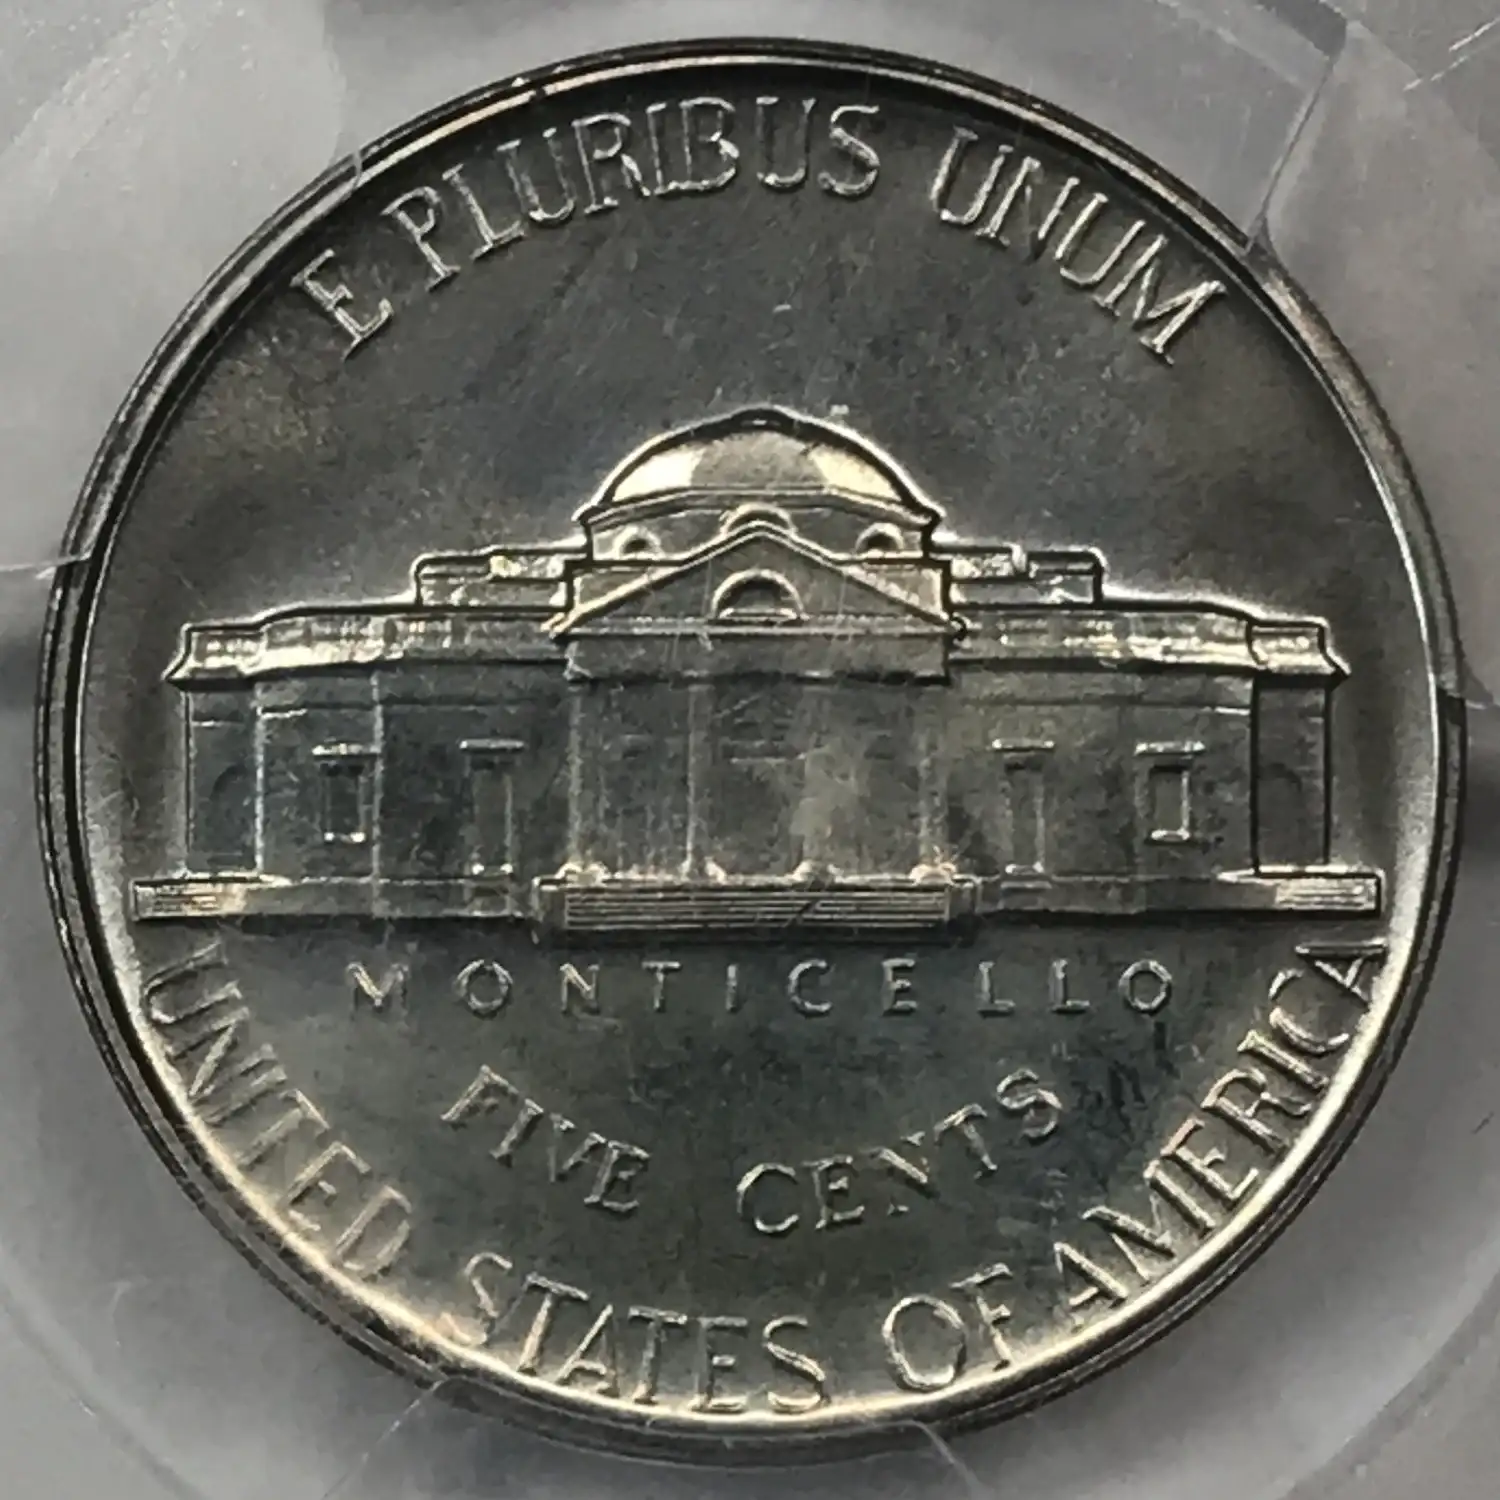 E PLURIBUS UNUM
MONTICELLO
FIVE CENTS
UNITED STATES OF AMERICA